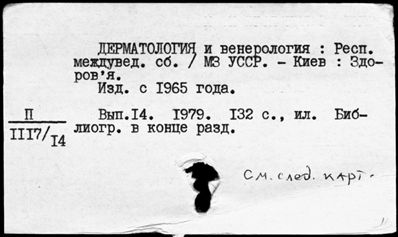 ДЕРМАТОЛОГИЯ и венерология : Респ.
междувед. сб. / МЗ УССР. - Киев : Здо-
ров'я.
Изд. с 1965 года.
П
III7/14
Вып.14. 1979. 132 с., ил. Биб-
лиогр. в конце разд.
См. след. карт.